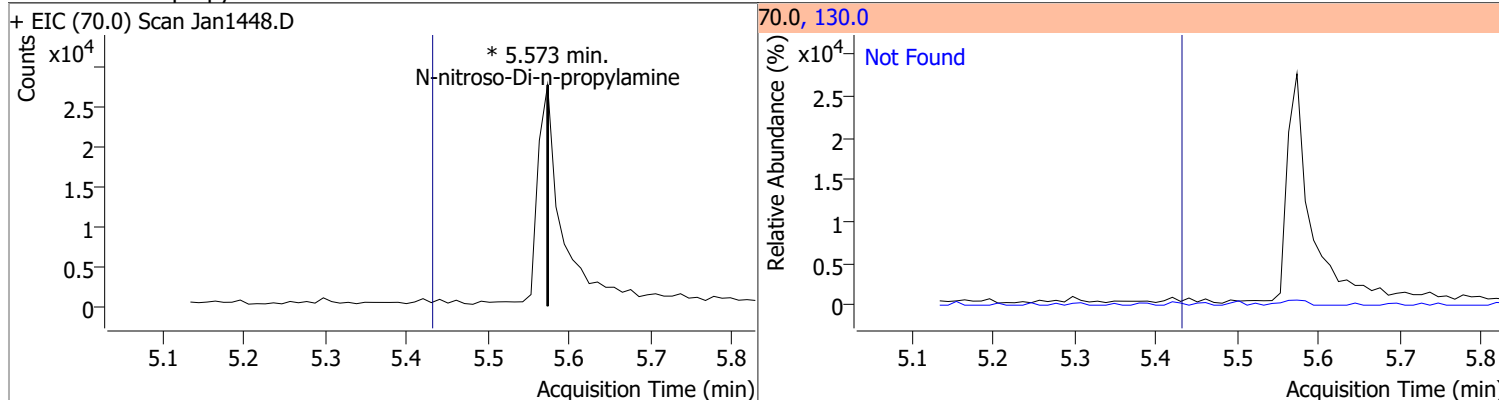 + EIC (70.0) Scan Jan1448.D
Counts
x10⁴
* 5.573 min.
N-nitroso-Di-n-propylamine
2.5
2
1.5
1
0.5
0
5.1 5.2 5.3 5.4 5.5 5.6 5.7 5.8
Acquisition Time (min)
70.0, 130.0
Relative Abundance (%)
x10⁴
Not Found
2.5
2
1.5
1
0.5
0
5.1 5.2 5.3 5.4 5.5 5.6 5.7 5.8
Acquisition Time (min)